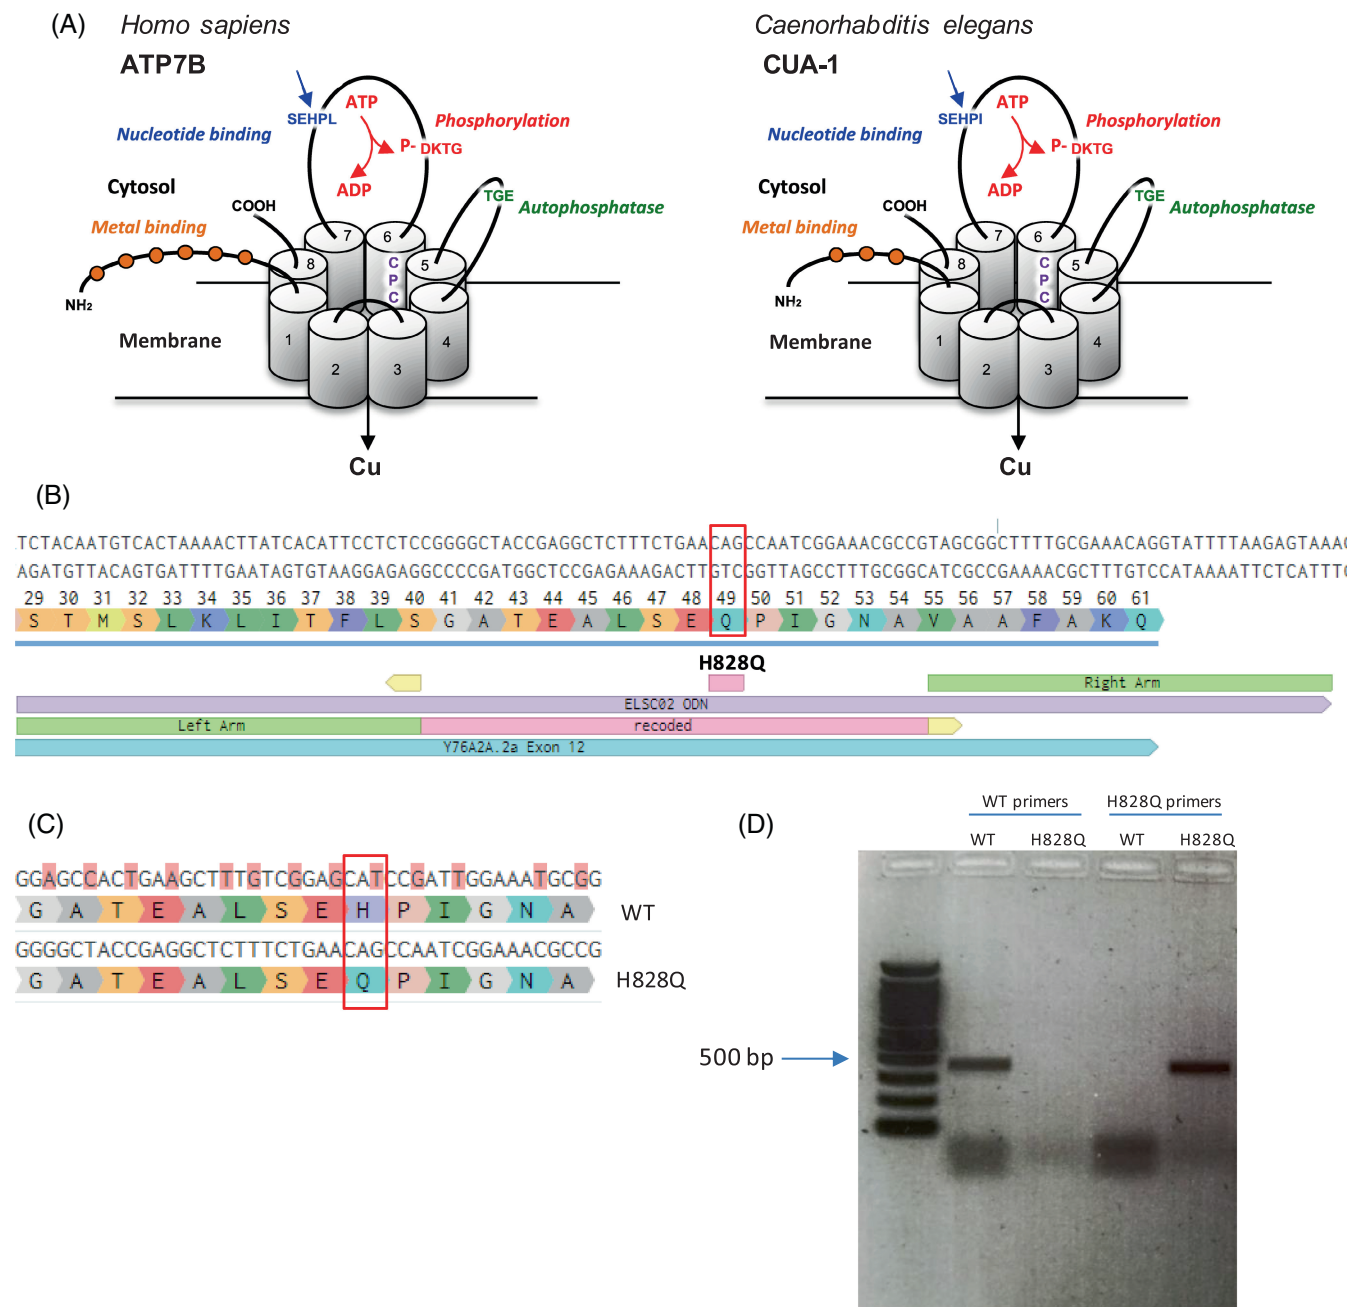 (A) Homo sapiens
ATP7B
SEHPL
ATP
Nucleotide binding
Phosphorylation
P- DKTG
ADP
Cytosol
COOH
TGE
Autophosphatase
Metal binding
NH2
7 6
8 C 5
P
C
1 4
Membrane
2 3
Cu
Caenorhabditis elegans
CUA-1
SEHPI
ATP
Nucleotide binding
Phosphorylation
P- DKTG
ADP
Cytosol
COOH
TGE
Autophosphatase
Metal binding
NH2
7 6
8 C 5
P
C
1 4
Membrane
2 3
Cu
(B)
TCTACAATGTCACTAAAACTTATCACATTCCTCTCCGGGGCTACCGAGGCTCTTTCTGAACAGCCAATCGGAAACGCCGTAGCGGCTTTTGCGAAACAGGTATTTTAAGAGTAAAG
AGATGTTACAGTGATTTTGAATAGTGTAAGGAGAGGCCCCGATGGCTCCGAGAAAGACTTGTCGGTTAGCCTTTGCGGCATCGCCGAAAACGCTTTGTCCATAAAATTCTCATTTC
29 30 31 32 33 34 35 36 37 38 39 40 41 42 43 44 45 46 47 48 49 50 51 52 53 54 55 56 57 58 59 60 61
S T M S L K L I T F L S G A T E A L S E Q P I G N A V A A F A K Q
H828Q
Right Arm
ELSC02 ODN
Left Arm recoded
Y76A2A.2a Exon 12
(C)
GGAGCCACTGAAGCTTTGTCGGAGCATCCGATTGGAAATGCGG
G A T E A L S E H P I G N A WT
GGGGCTACCGAGGCTCTTTCTGAACAGCCAATCGGAAACGCCG
G A T E A L S E Q P I G N A H828Q
(D)
WT primers H828Q primers
WT H828Q WT H828Q
500 bp